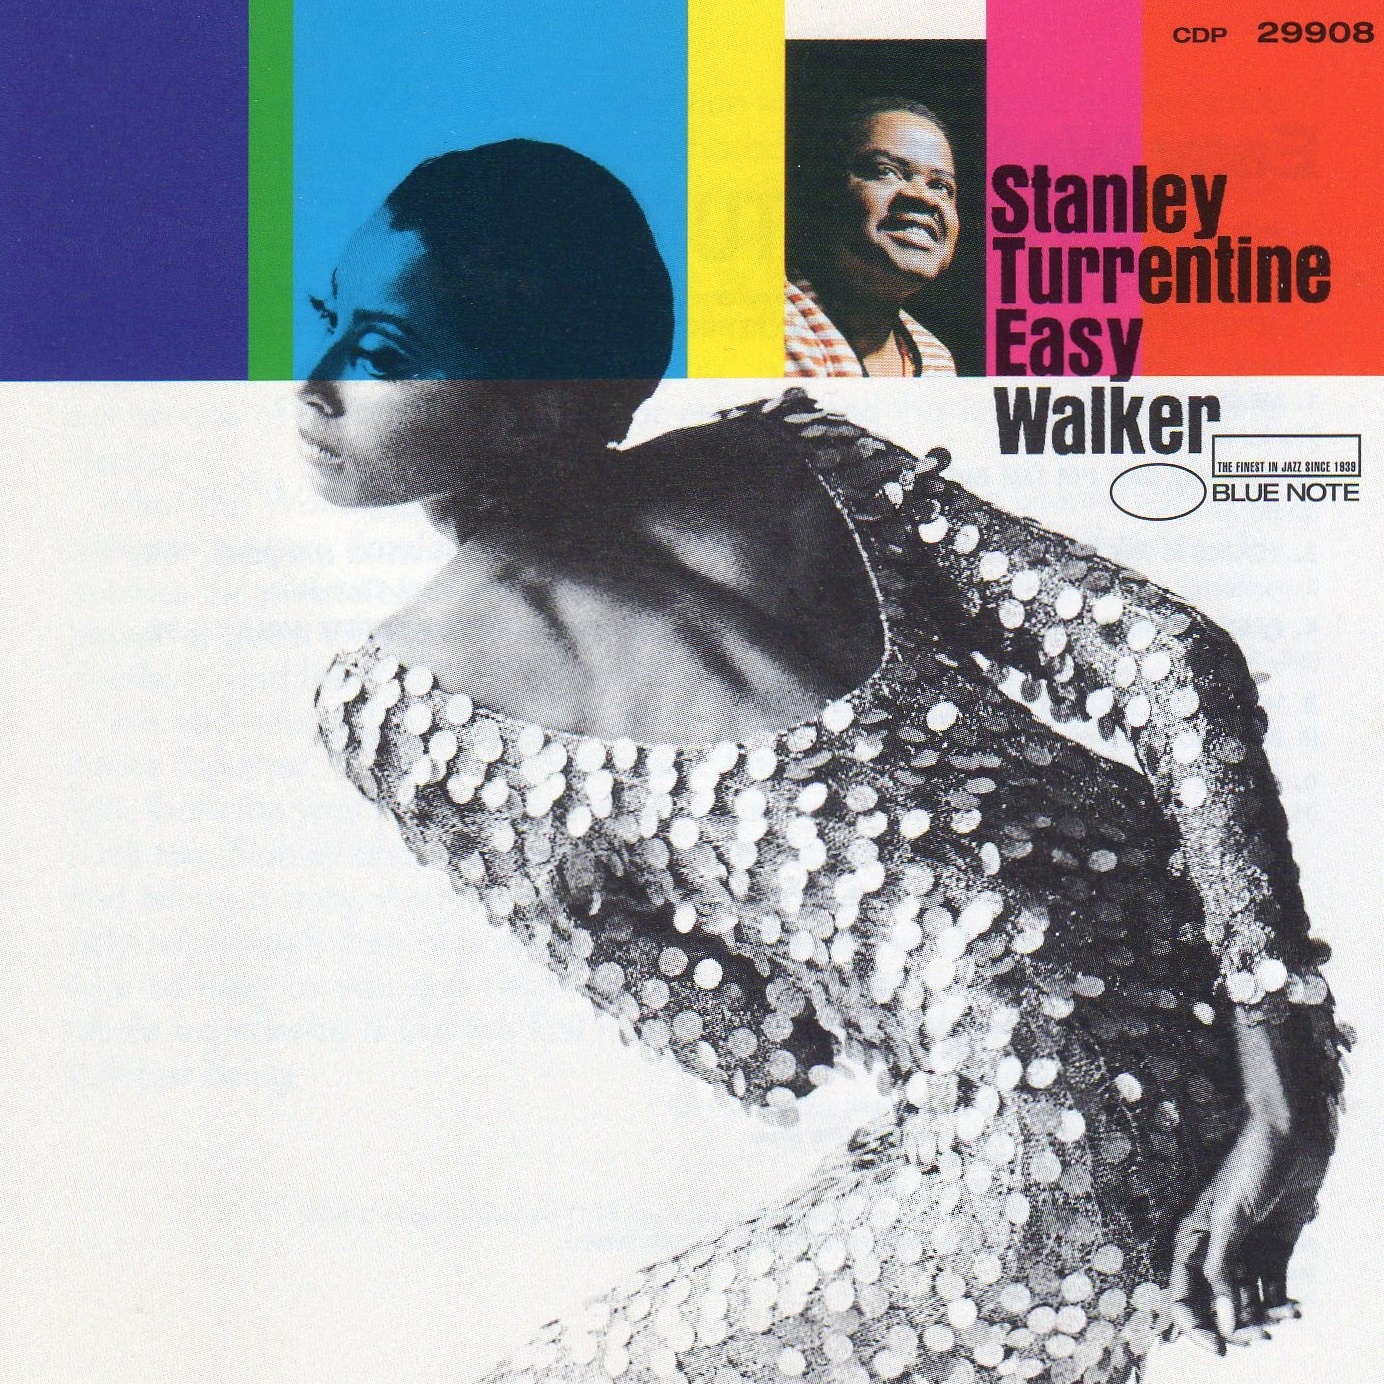 CDP 29908
Stanley
Turrentine
Easy
Walker
THE FINEST IN JAZZ SINCE 1939
BLUE NOTE